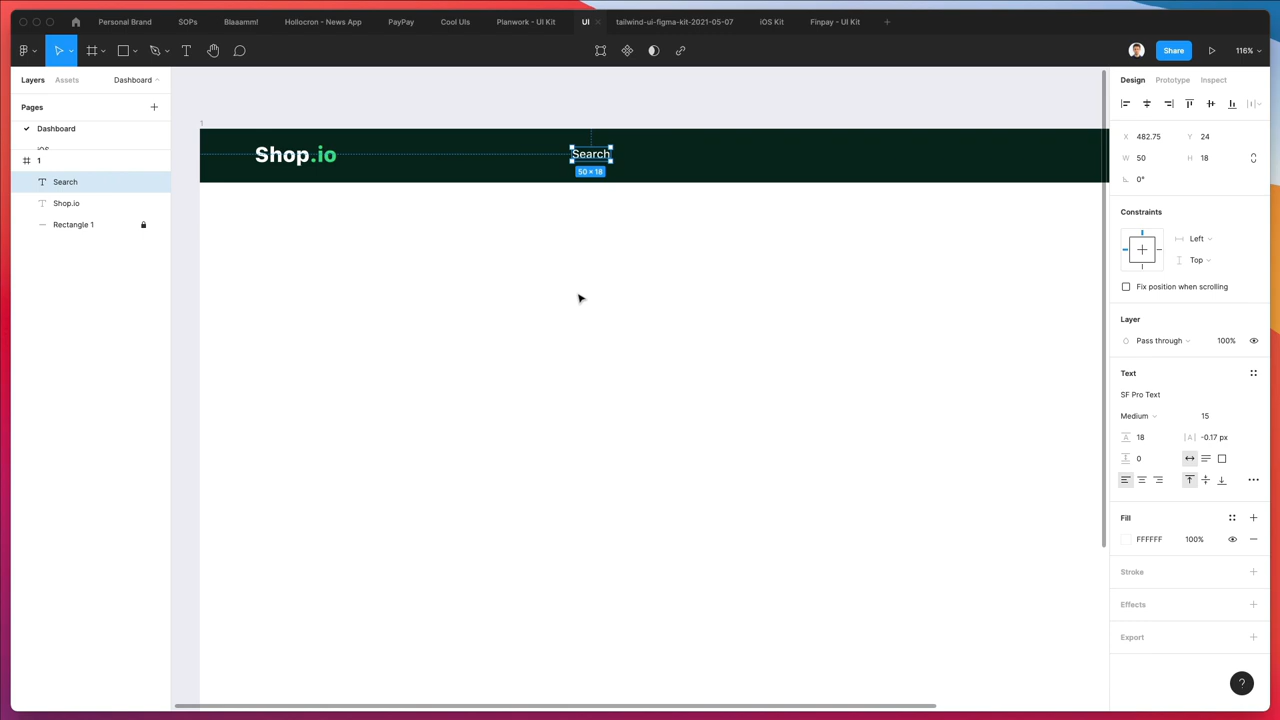 Personal Brand
SOPs
Blaaamm!
Hollocron - News App
PayPay
Cool UIs
Planwork - UI Kit
UI
tailwind-ui-figma-kit-2021-05-07
iOS Kit
Finpay - UI Kit
Share
116%
Layers
Assets
Dashboard
Pages
Dashboard
iOS
1
Search
Shop.io
Rectangle 1
1
Shop.io
Search
50 × 18
Design
Prototype
Inspect
X 482.75
Y 24
W 50
H 18
0°
Constraints
Left
Top
Fix position when scrolling
Layer
Pass through
100%
Text
SF Pro Text
Medium
15
A 18
|A| -0.17 px
0
Fill
FFFFFF
100%
Stroke
Effects
Export
?